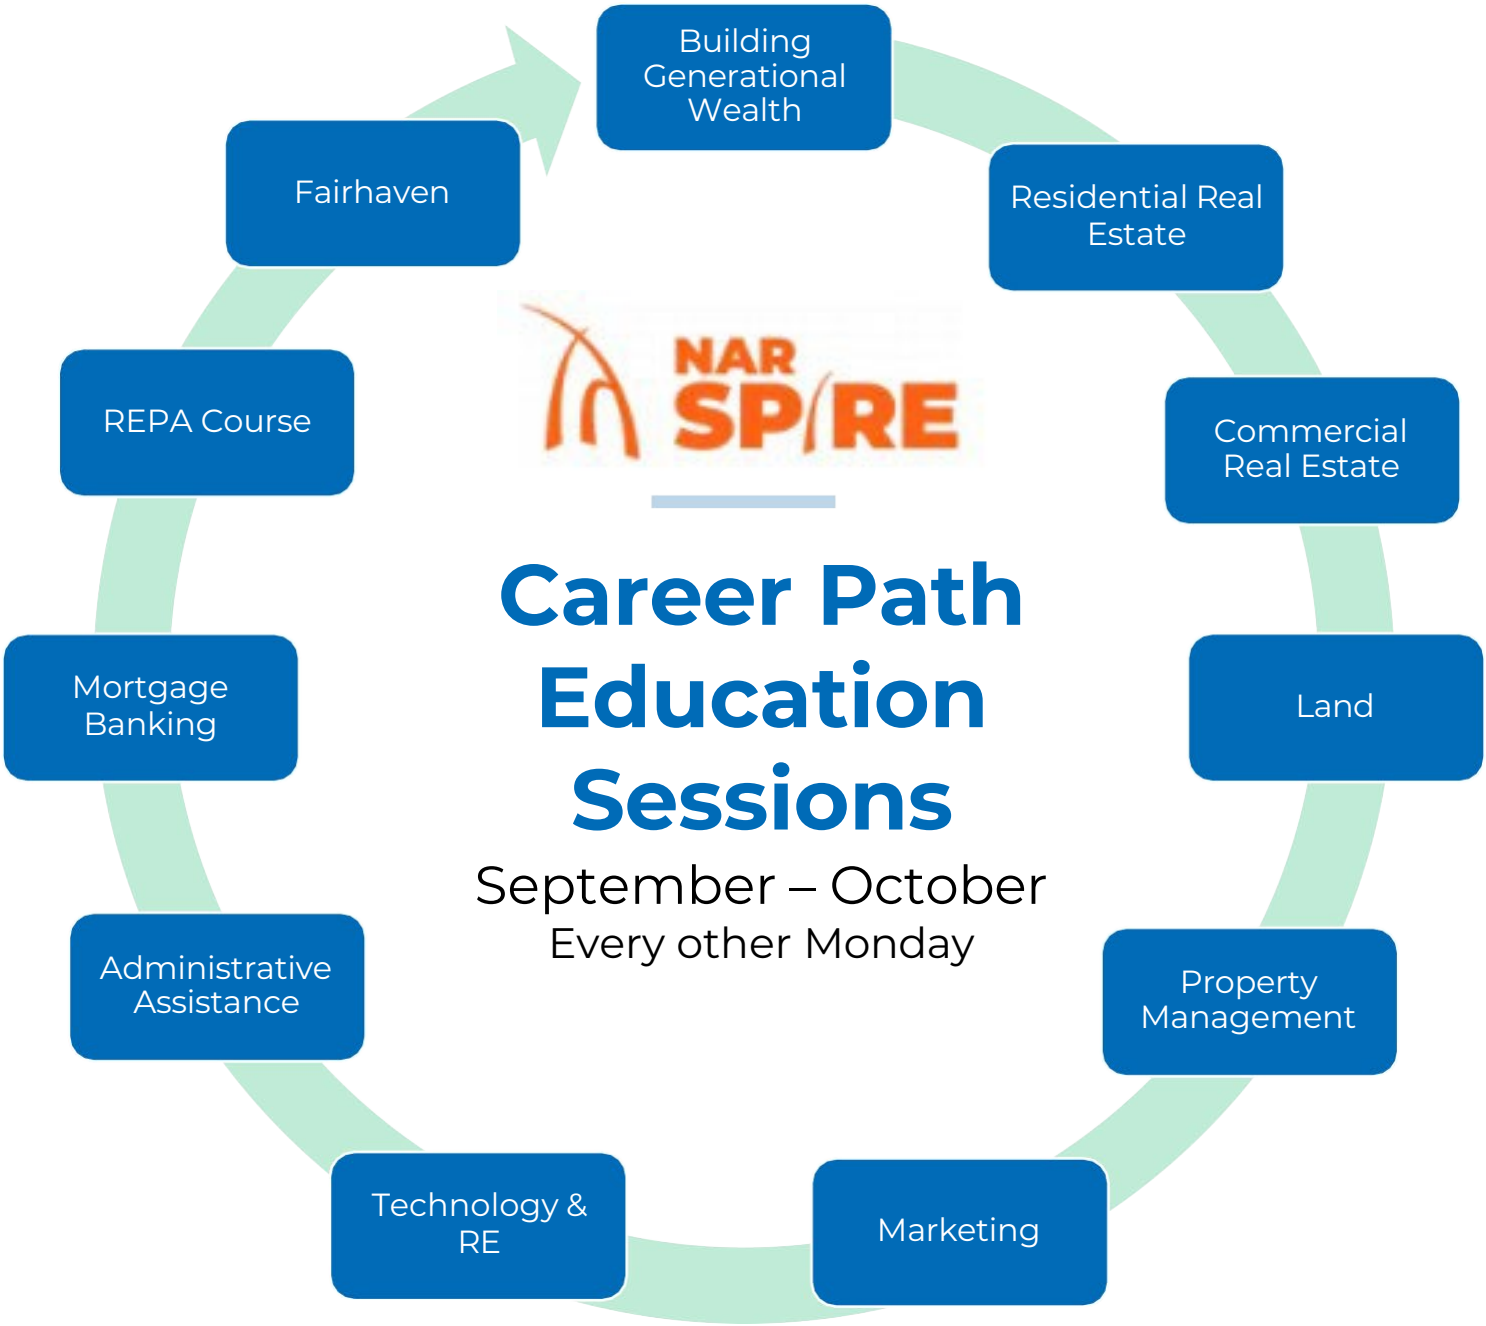 Building
Generational
Wealth
Residential Real
Estate
Commercial
Real Estate
Land
Property
Management
Marketing
Technology &
RE
Administrative
Assistance
Mortgage
Banking
REPA Course
Fairhaven
NAR
SPIRE
Career Path
Education
Sessions
September – October
Every other Monday